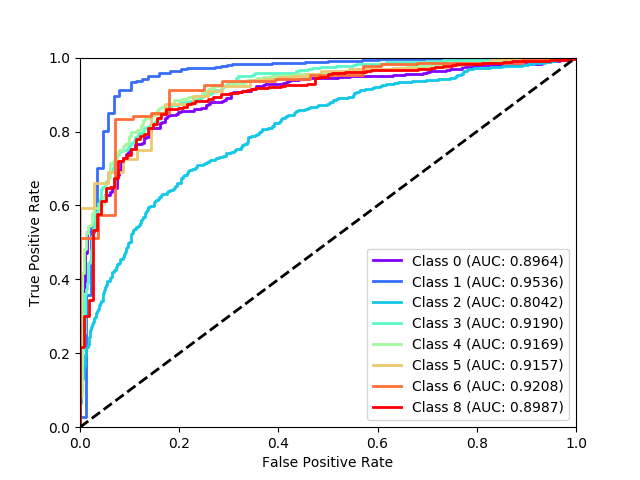 1.0
0.8
0.6
0.4
0.2
0.0
True Positive Rate
Class 0 (AUC: 0.8964)
Class 1 (AUC: 0.9536)
Class 2 (AUC: 0.8042)
Class 3 (AUC: 0.9190)
Class 4 (AUC: 0.9169)
Class 5 (AUC: 0.9157)
Class 6 (AUC: 0.9208)
Class 8 (AUC: 0.8987)
0.0 0.2 0.4 0.6 0.8 1.0
False Positive Rate